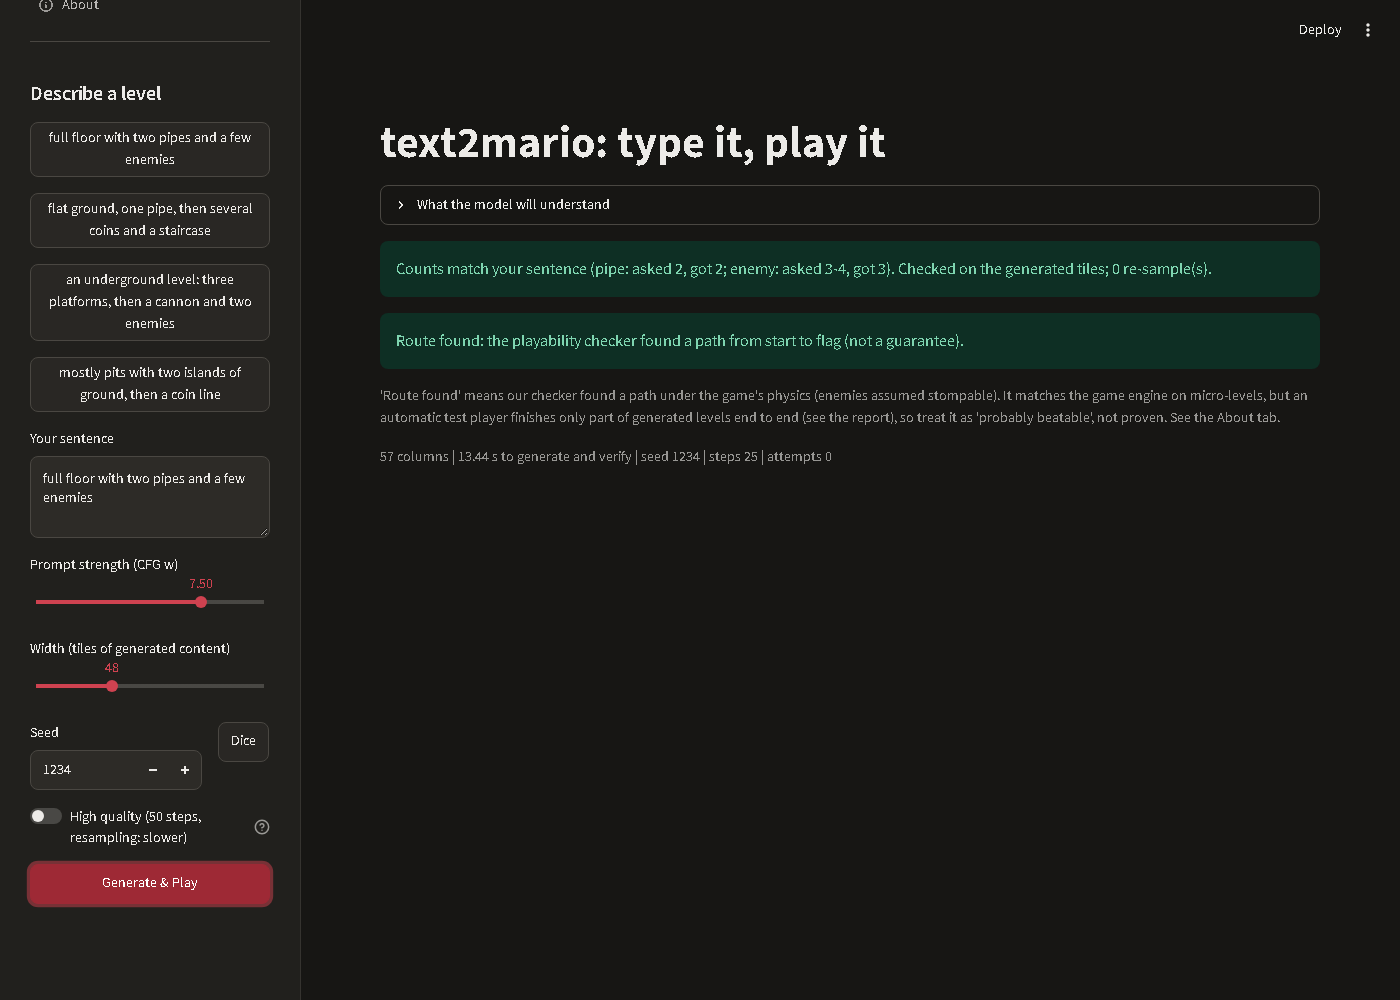 About
Deploy
Describe a level
full floor with two pipes and a few
enemies
flat ground, one pipe, then several
coins and a staircase
an underground level: three
platforms, then a cannon and two
enemies
mostly pits with two islands of
ground, then a coin line
Your sentence
full floor with two pipes and a few
enemies
Prompt strength (CFG w)
7.50
Width (tiles of generated content)
48
Seed
1234
Dice
High quality (50 steps,
resampling: slower)
Generate & Play
text2mario: type it, play it
What the model will understand
Counts match your sentence (pipe: asked 2, got 2; enemy: asked 3-4, got 3). Checked on the generated tiles; 0 re-sample(s).
Route found: the playability checker found a path from start to flag (not a guarantee).
'Route found' means our checker found a path under the game's physics (enemies assumed stompable). It matches the game engine on micro-levels, but an
automatic test player finishes only part of generated levels end to end (see the report), so treat it as 'probably beatable', not proven. See the About tab.
57 columns | 13.44 s to generate and verify | seed 1234 | steps 25 | attempts 0